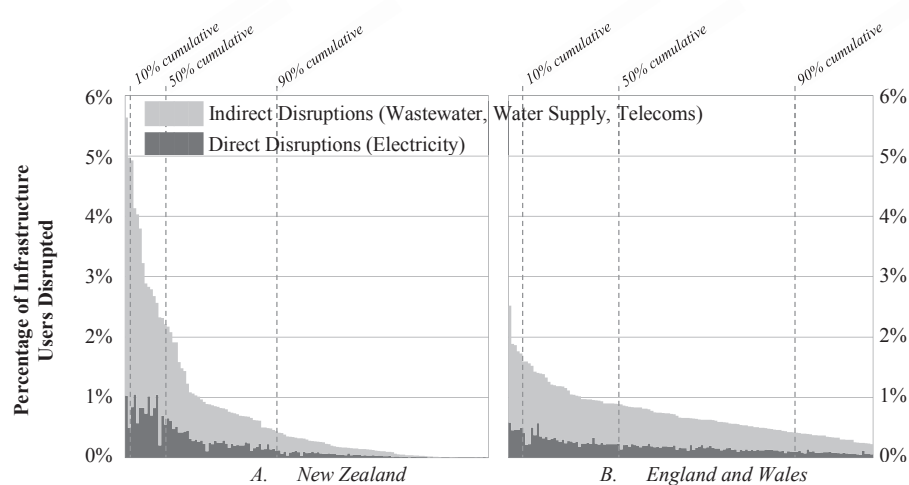 10% cumulative
50% cumulative
90% cumulative
10% cumulative
50% cumulative
90% cumulative
6%
5%
4%
3%
2%
1%
0%
Percentage of Infrastructure
Users Disrupted
Indirect Disruptions (Wastewater, Water Supply, Telecoms)
Direct Disruptions (Electricity)
6%
5%
4%
3%
2%
1%
0%
A. New Zealand
B. England and Wales